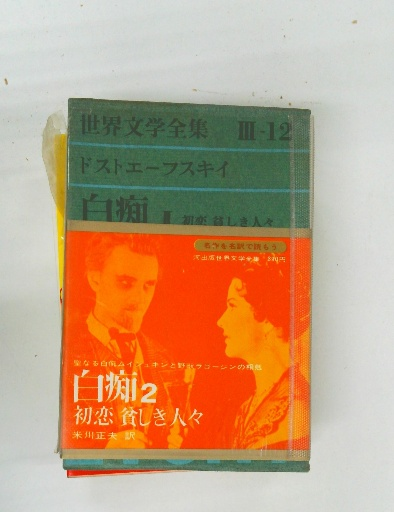 世界文学全集 Ⅲ-12
ドストエーフスキイ
白痴 Ⅰ 初恋 貧しき人々
名作を名訳で読もう
河出版世界文学全集
聖なる白痴ムイシュキンと野獣ラゴージンの相剋
白痴2
初恋 貧しき人々
米川正夫 訳